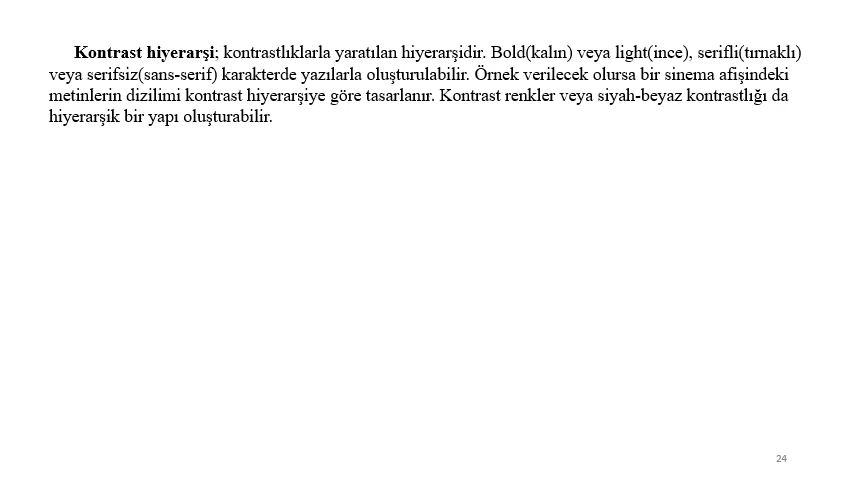 Kontrast hiyerarşi; kontrastlıklarla yaratılan hiyerarşidir. Bold(kalın) veya light(ince), serifli(tırnaklı)
veya serifsiz(sans-serif) karakterde yazılarla oluşturulabilir. Örnek verilecek olursa bir sinema afişindeki
metinlerin dizilimi kontrast hiyerarşiye göre tasarlanır. Kontrast renkler veya siyah-beyaz kontrastlığı da
hiyerarşik bir yapı oluşturabilir.
24